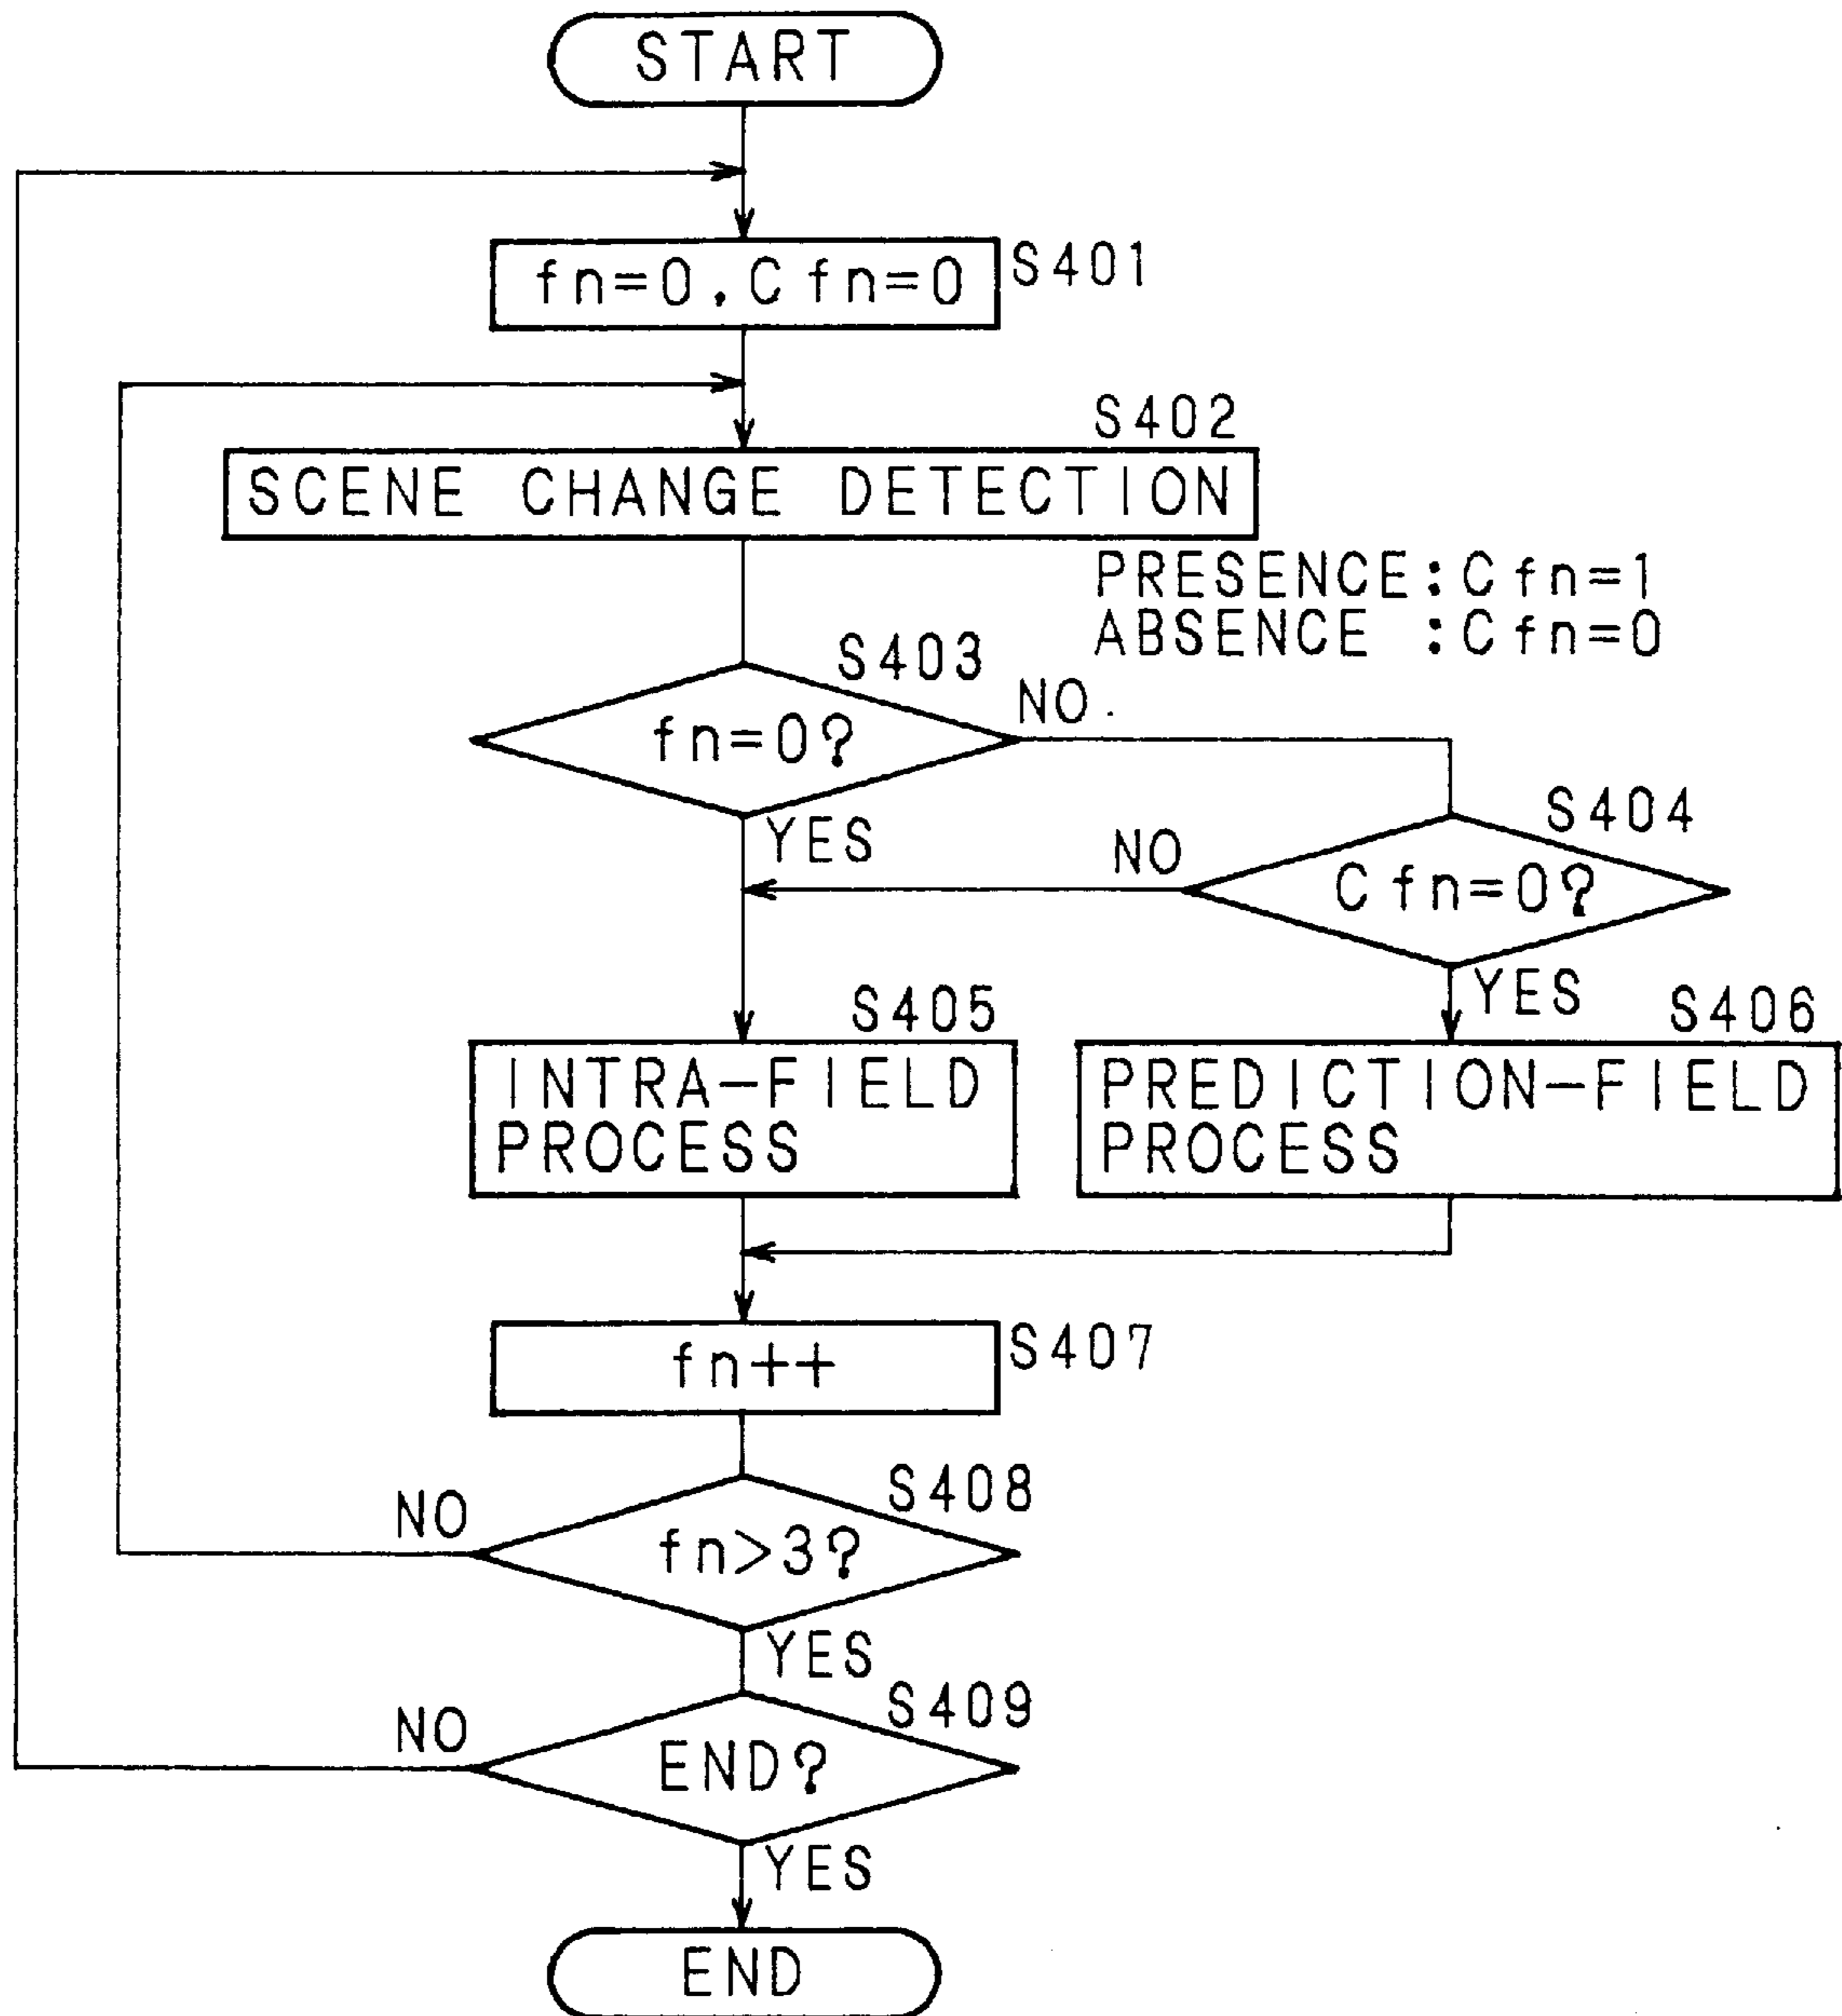 START
fn=0, Cfn=0
S401
S402
SCENE CHANGE DETECTION
PRESENCE:Cfn=1
ABSENCE :Cfn=0
S403
fn=0?
NO
YES
S404
Cfn=0?
NO
YES
S405
INTRA-FIELD
PROCESS
S406
PREDICTION-FIELD
PROCESS
fn++
S407
S408
fn>3?
NO
YES
S409
END?
NO
YES
END